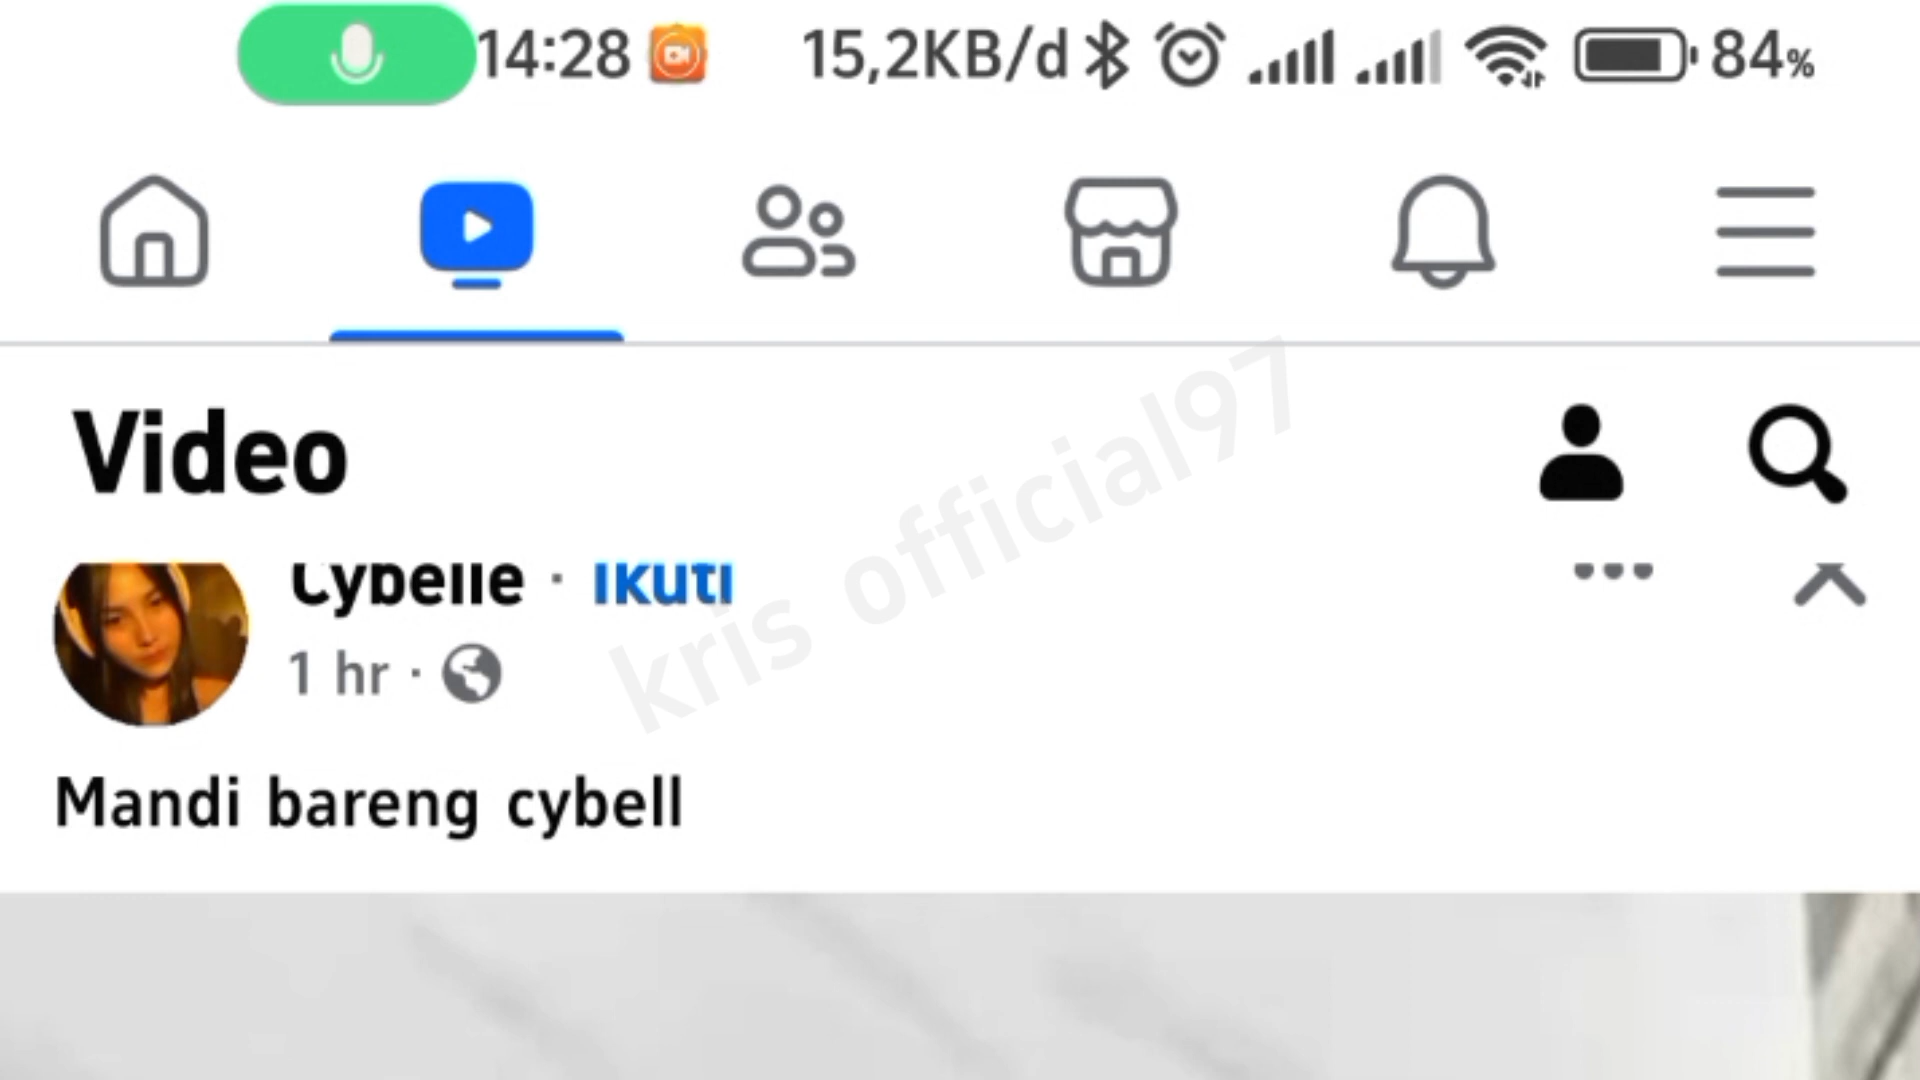 14:28 15,2KB/d 84%
Video
Cybelle · Ikuti
1 hr ·
Mandi bareng cybell
kris official97